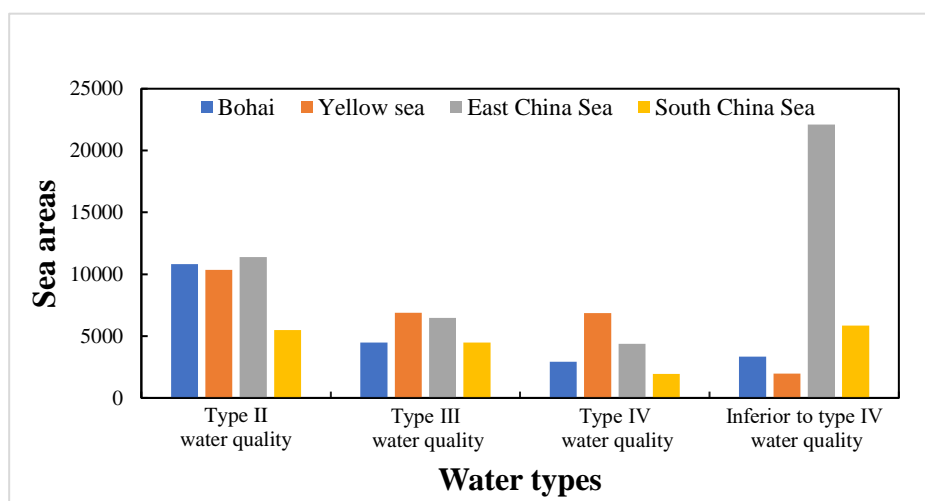 25000
Bohai Yellow sea East China Sea South China Sea
20000
15000
10000
5000
0
Sea areas
Type II
water quality
Type III
water quality
Type IV
water quality
Inferior to type IV
water quality
Water types